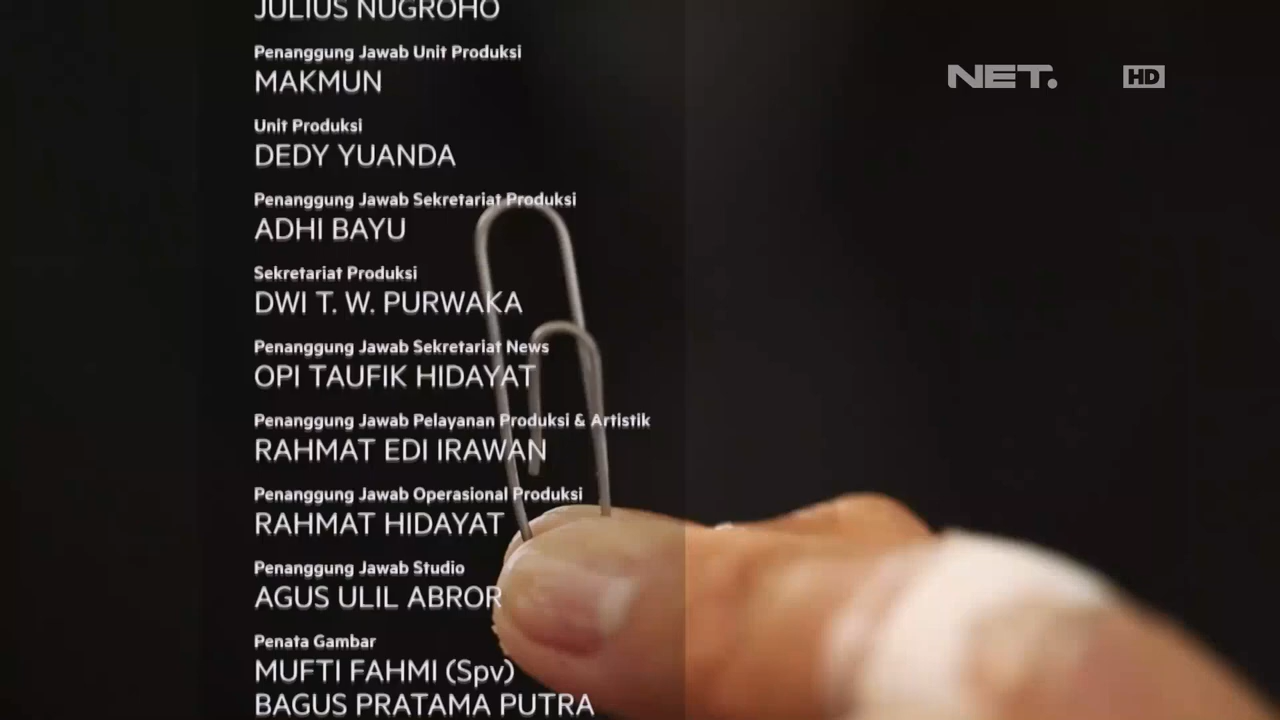 JULIUS NUGROHO
Penanggung Jawab Unit Produksi
MAKMUN
NET.
HD
Unit Produksi
DEDY YUANDA
Penanggung Jawab Sekretariat Produksi
ADHI BAYU
Sekretariat Produksi
DWI T. W. PURWAKA
Penanggung Jawab Sekretariat News
OPI TAUFIK HIDAYAT
Penanggung Jawab Pelayanan Produksi & Artistik
RAHMAT EDI IRAWAN
Penanggung Jawab Operasional Produksi
RAHMAT HIDAYAT
Penanggung Jawab Studio
AGUS ULIL ABROR
Penata Gambar
MUFTI FAHMI (Spv)
BAGUS PRATAMA PUTRA